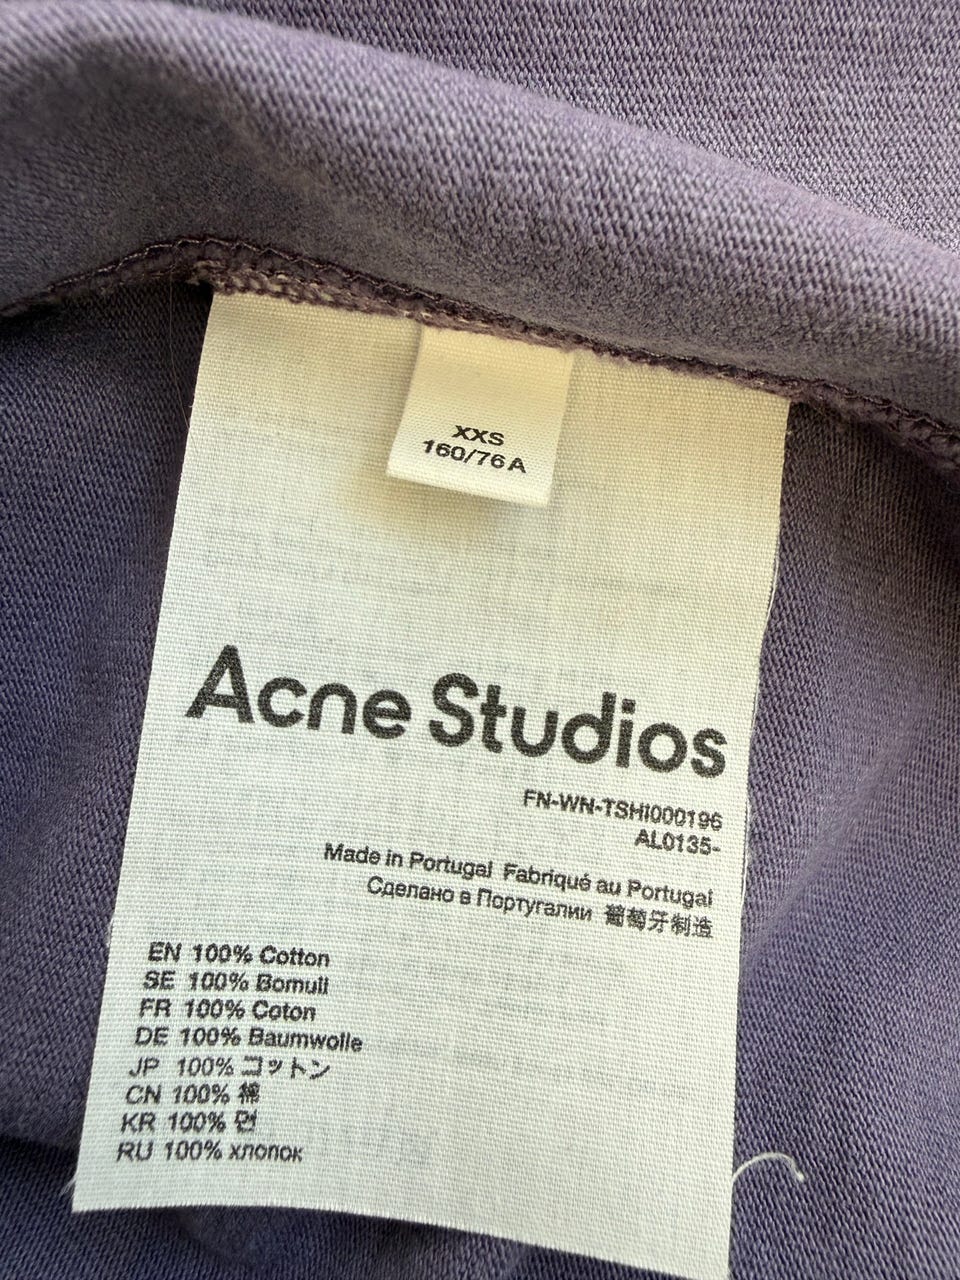 XXS
160/76A
Acne Studios
FN-WN-TSHI000196
AL0135-
Made in Portugal Fabriqué au Portugal
Сделано в Португалии 葡萄牙制造
EN 100% Cotton
SE 100% Bomull
FR 100% Coton
DE 100% Baumwolle
JP 100% コットン
CN 100% 棉
KR 100% 면
RU 100% хлопок